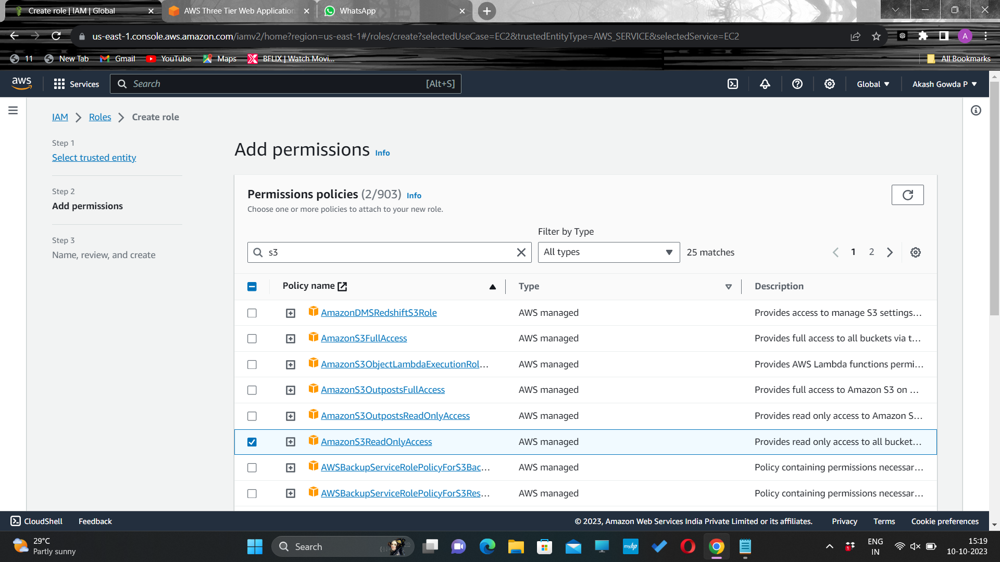 Create role | IAM | Global
AWS Three Tier Web Application
WhatsApp
us-east-1.console.aws.amazon.com/iamv2/home?region=us-east-1#/roles/create?selectedUseCase=EC2&trustedEntityType=AWS_SERVICE&selectedService=EC2
A
11
New Tab
Gmail
YouTube
Maps
BFLIX | Watch Movi...
All Bookmarks
aws
Services
Search
[Alt+S]
Global
Akash Gowda P
IAM
Roles
Create role
Step 1
Select trusted entity
Step 2
Add permissions
Step 3
Name, review, and create
Add permissions Info
Permissions policies (2/903) Info
Choose one or more policies to attach to your new role.
Filter by Type
s3
All types
25 matches
1 2
Policy name
Type
Description
AmazonDMSRedshiftS3Role AWS managed Provides access to manage S3 settings...
AmazonS3FullAccess AWS managed Provides full access to all buckets via t...
AmazonS3ObjectLambdaExecutionRol... AWS managed Provides AWS Lambda functions permi...
AmazonS3OutpostsFullAccess AWS managed Provides full access to Amazon S3 on ...
AmazonS3OutpostsReadOnlyAccess AWS managed Provides read only access to Amazon S...
AmazonS3ReadOnlyAccess AWS managed Provides read only access to all bucket...
AWSBackupServiceRolePolicyForS3Bac... AWS managed Policy containing permissions necessar...
AWSBackupServiceRolePolicyForS3Res... AWS managed Policy containing permissions necessar...
CloudShell
Feedback
© 2023, Amazon Web Services India Private Limited or its affiliates.
Privacy
Terms
Cookie preferences
29°C
Partly sunny
Search
myhp
1
ENG
IN
15:19
10-10-2023